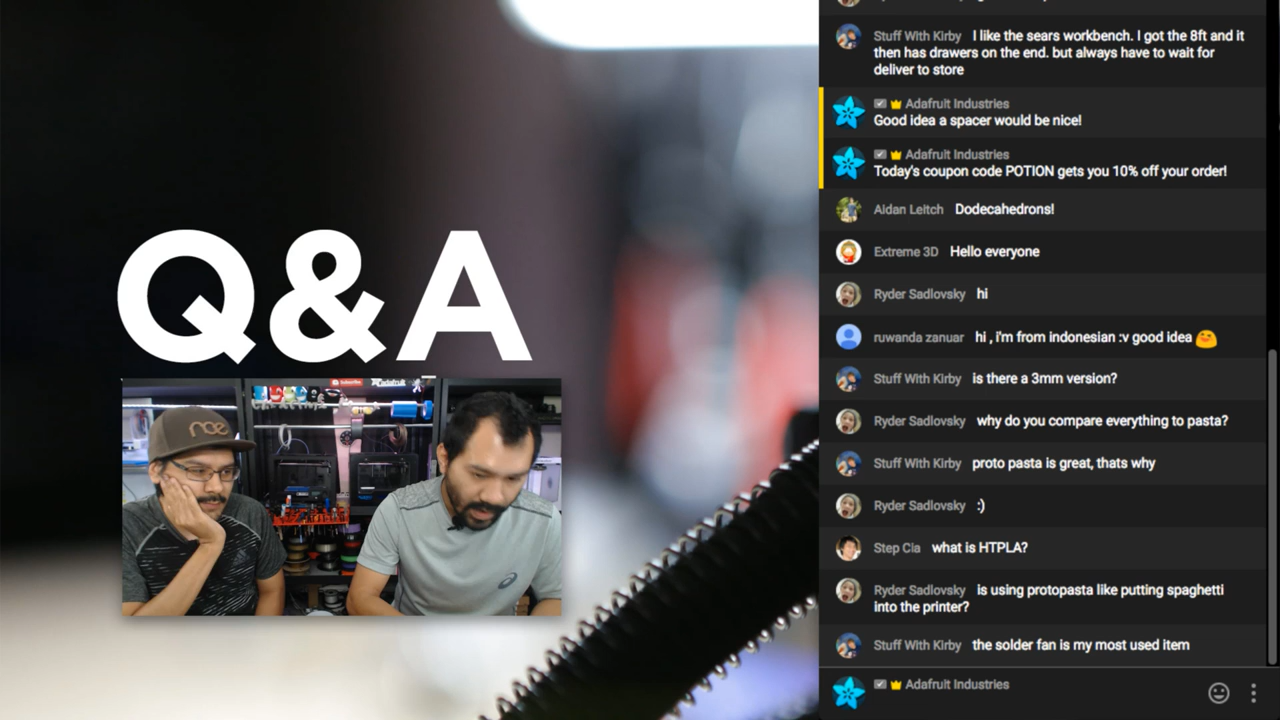 Stuff With Kirby I like the sears workbench. I got the 8ft and it
then has drawers on the end. but always have to wait for
deliver to store
Adafruit Industries
Good idea a spacer would be nice!
Adafruit Industries
Today's coupon code POTION gets you 10% off your order!
Aidan Leitch Dodecahedrons!
Extreme 3D Hello everyone
Ryder Sadlovsky hi
ruwanda zanuar hi , i'm from indonesian :v good idea
Stuff With Kirby is there a 3mm version?
Ryder Sadlovsky why do you compare everything to pasta?
Stuff With Kirby proto pasta is great, thats why
Ryder Sadlovsky :)
Step Cia what is HTPLA?
Ryder Sadlovsky is using protopasta like putting spaghetti
into the printer?
Stuff With Kirby the solder fan is my most used item
Adafruit Industries
Q&A
Subscribe
adafruit
noe